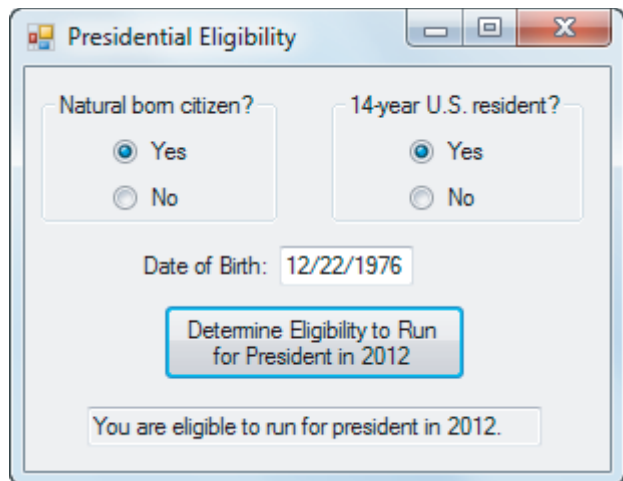 Presidential Eligibility
Natural born citizen?
14-year U.S. resident?
Yes
No
Yes
No
Date of Birth: 12/22/1976
Determine Eligibility to Run
for President in 2012
You are eligible to run for president in 2012.